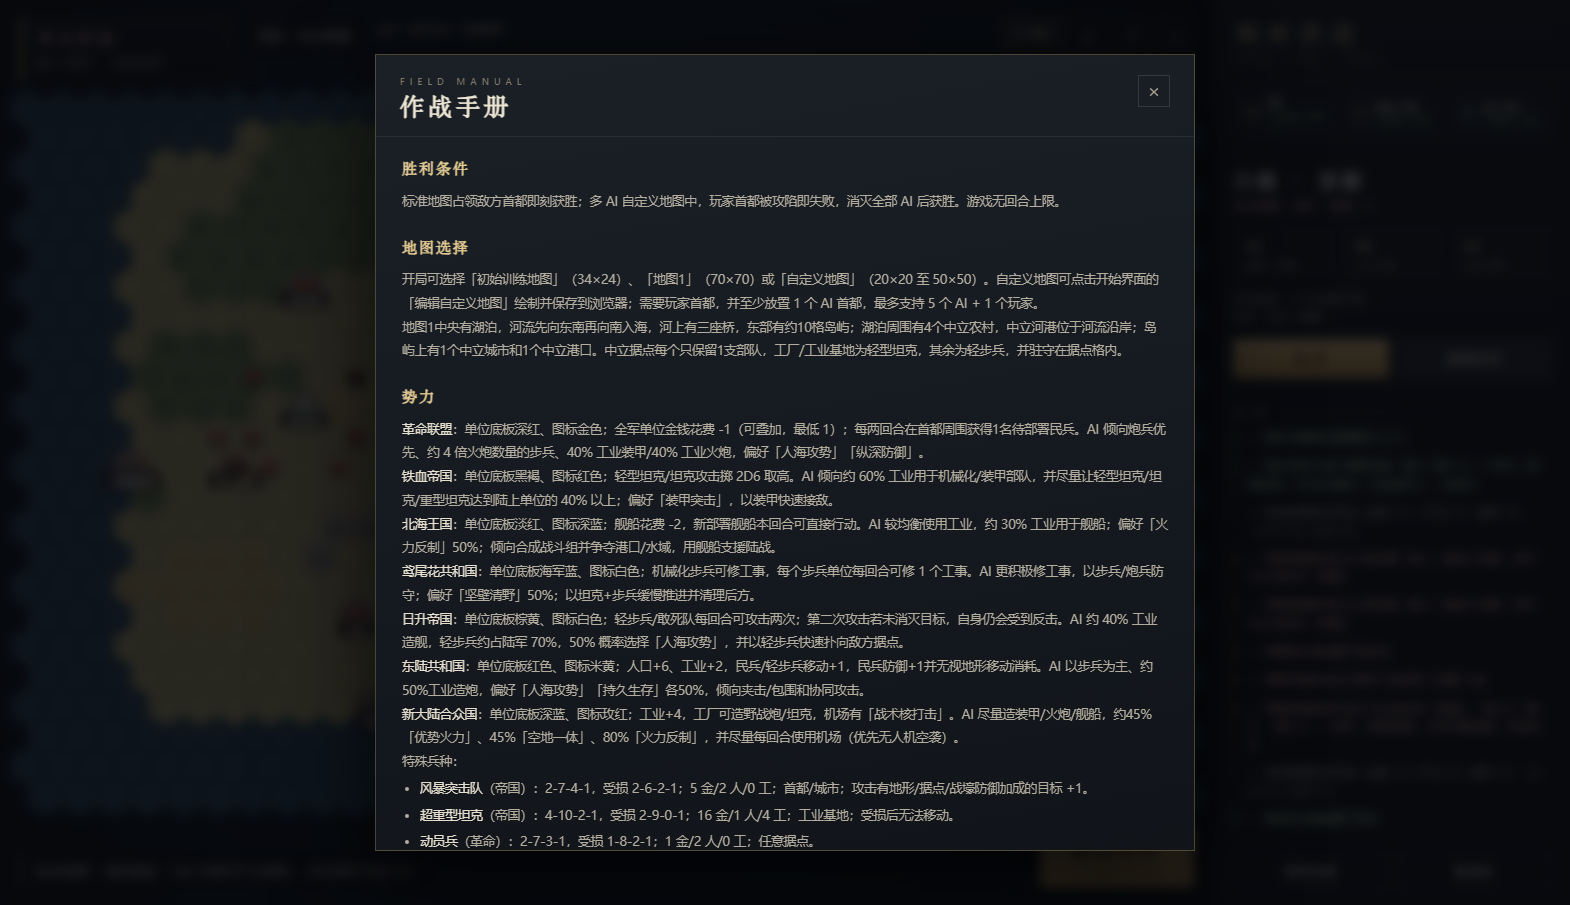 FIELD MANUAL
作战手册
×
胜利条件
标准地图占领敌方首都即刻获胜；多 AI 自定义地图中，玩家首都被攻陷即失败，消灭全部 AI 后获胜。游戏无回合上限。
地图选择
开局可选择「初始训练地图」（34×24）、「地图1」（70×70）或「自定义地图」（20×20 至 50×50）。自定义地图可点击开始界面的
「编辑自定义地图」绘制并保存到浏览器；需要玩家首都，并至少放置 1 个 AI 首都，最多支持 5 个 AI + 1 个玩家。
地图1中央有湖泊，河流先向东南再向南入海，河上有三座桥，东部有约10格岛屿；湖泊周围有4个中立农村，中立河港位于河流沿岸；岛
屿上有1个中立城市和1个中立港口。中立据点每个只保留1支部队，工厂/工业基地为轻型坦克，其余为轻步兵，并驻守在据点格内。
势力
革命联盟：单位底板深红、图标金色；全军单位金钱花费 -1（可叠加，最低 1）；每两回合在首都周围获得1名待部署民兵。AI 倾向炮兵优
先、约 4 倍火炮数量的步兵、40% 工业装甲/40% 工业火炮，偏好「人海攻势」「纵深防御」。
铁血帝国：单位底板黑褐、图标红色；轻型坦克/坦克攻击掷 2D6 取高。AI 倾向约 60% 工业用于机械化/装甲部队，并尽量让轻型坦克/坦
克/重型坦克达到陆上单位的 40% 以上；偏好「装甲突击」，以装甲快速接敌。
北海王国：单位底板淡红、图标深蓝；舰船花费 -2，新部署舰船本回合可直接行动。AI 较均衡使用工业，约 30% 工业用于舰船；偏好「火
力反制」50%；倾向合成战斗组并争夺港口/水域，用舰船支援陆战。
鸢尾花共和国：单位底板海军蓝、图标白色；机械化步兵可修工事，每个步兵单位每回合可修 1 个工事。AI 更积极修工事，以步兵/炮兵防
守；偏好「坚壁清野」50%；以坦克+步兵缓慢推进并清理后方。
日升帝国：单位底板棕黄、图标白色；轻步兵/敢死队每回合可攻击两次；第二次攻击若未消灭目标，自身仍会受到反击。AI 约 40% 工业
造舰，轻步兵约占陆军 70%，50% 概率选择「人海攻势」，并以轻步兵快速扑向敌方据点。
东陆共和国：单位底板红色、图标米黄；人口+6、工业+2，民兵/轻步兵移动+1，民兵防御+1并无视地形移动消耗。AI 以步兵为主、约
50%工业造炮，偏好「人海攻势」「持久生存」各50%，倾向夹击/包围和协同攻击。
新大陆合众国：单位底板深蓝、图标玫红；工业+4，工厂可造野战炮/坦克，机场有「战术核打击」。AI 尽量造装甲/火炮/舰船，约45%
「优势火力」、45%「空地一体」、80%「火力反制」，并尽量每回合使用机场（优先无人机空袭）。
特殊兵种：
• 风暴突击队（帝国）：2-7-4-1，受损 2-6-2-1；5 金/2 人/0 工；首都/城市；攻击有地形/据点/战壕防御加成的目标 +1。
• 超重型坦克（帝国）：4-10-2-1，受损 2-9-0-1；16 金/1 人/4 工；工业基地；受损后无法移动。
• 动员兵（革命）：2-7-3-1，受损 1-8-2-1；1 金/2 人/0 工；任意据点。